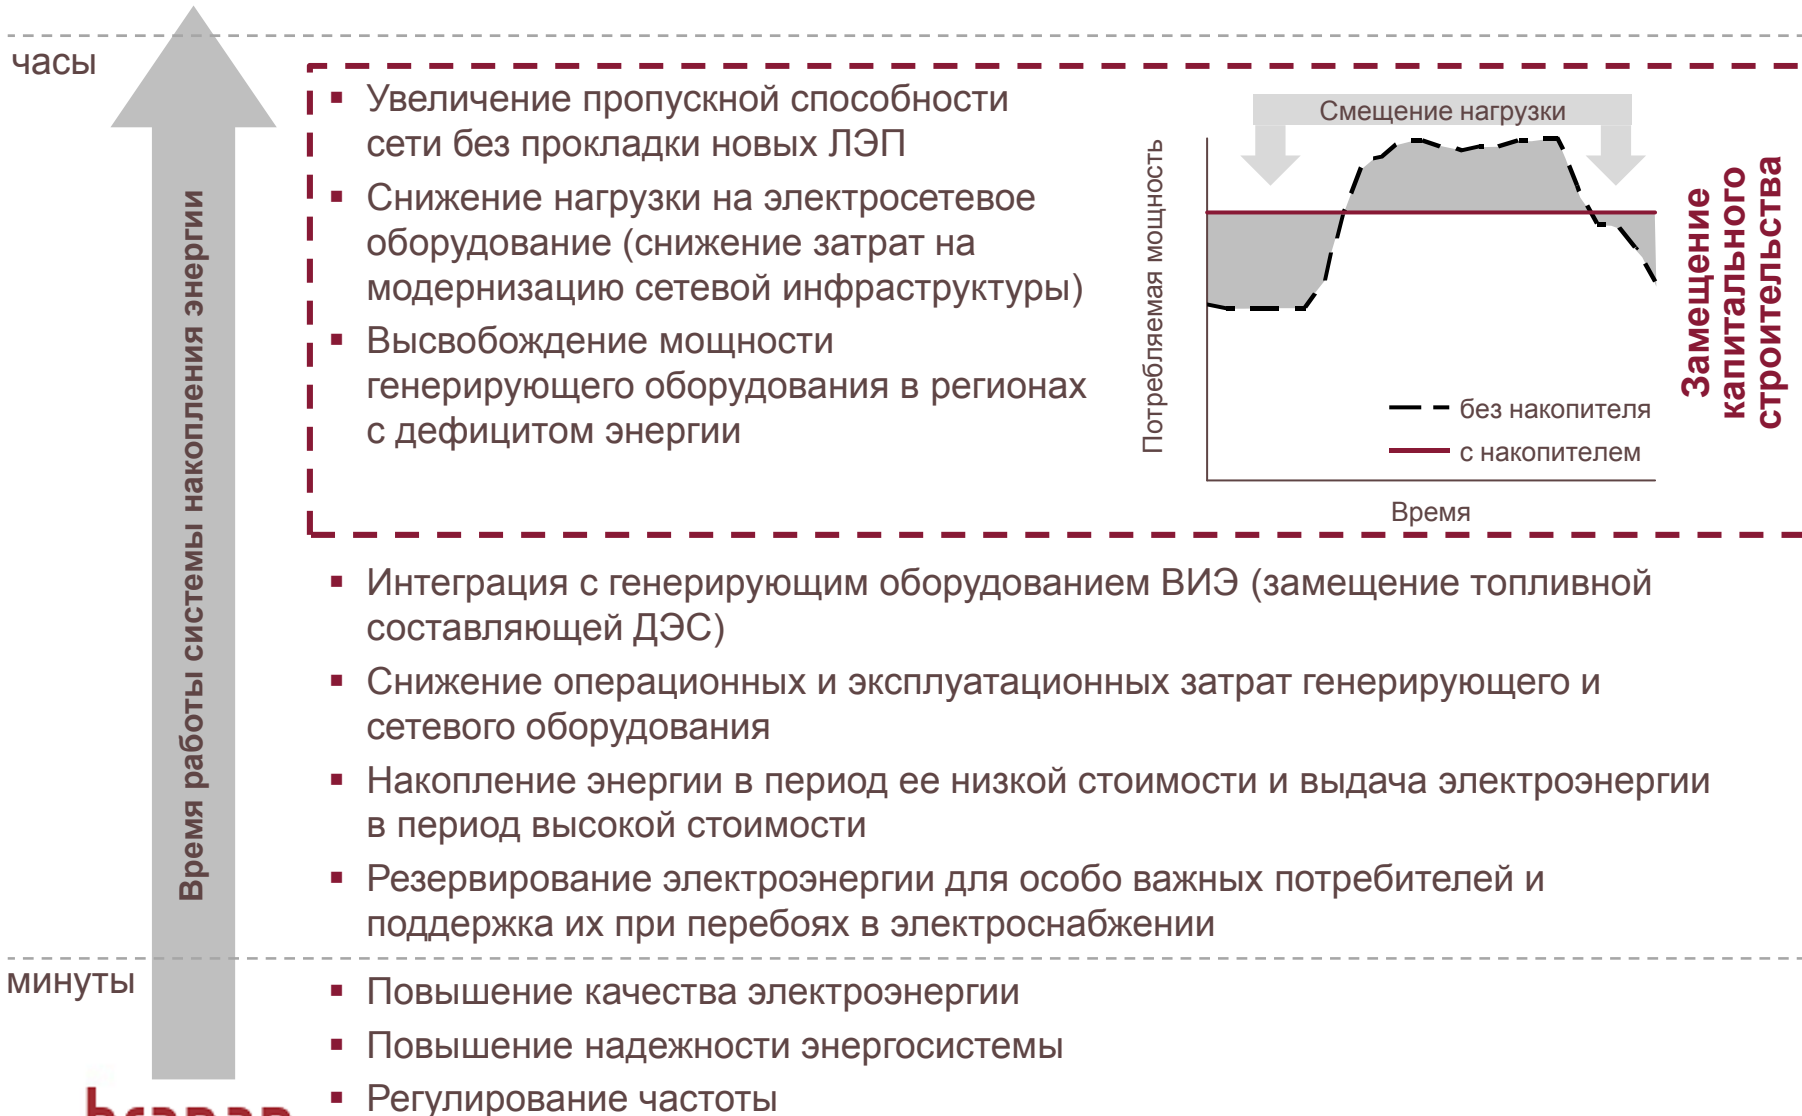 часы
Время работы системы накопления энергии
▪ Увеличение пропускной способности
сети без прокладки новых ЛЭП
▪ Снижение нагрузки на электросетевое
оборудование (снижение затрат на
модернизацию сетевой инфраструктуры)
▪ Высвобождение мощности
генерирующего оборудования в регионах
с дефицитом энергии
Смещение нагрузки
Потребляемая мощность
без накопителя
с накопителем
Время
Замещение
капитального
строительства
▪ Интеграция с генерирующим оборудованием ВИЭ (замещение топливной
составляющей ДЭС)
▪ Снижение операционных и эксплуатационных затрат генерирующего и
сетевого оборудования
▪ Накопление энергии в период ее низкой стоимости и выдача электроэнергии
в период высокой стоимости
▪ Резервирование электроэнергии для особо важных потребителей и
поддержка их при перебоях в электроснабжении
минуты
▪ Повышение качества электроэнергии
▪ Повышение надежности энергосистемы
▪ Регулирование частоты